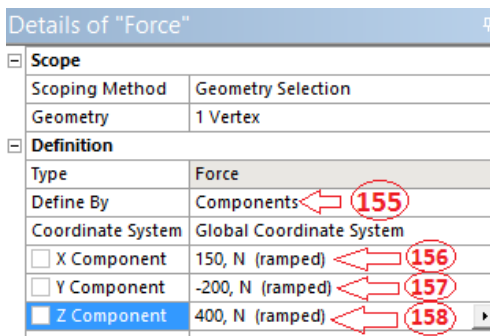 Details of "Force"
Scope
Scoping Method Geometry Selection
Geometry 1 Vertex
Definition
Type Force
Define By Components 155
Coordinate System Global Coordinate System
X Component 150, N (ramped) 156
Y Component -200, N (ramped) 157
Z Component 400, N (ramped) 158